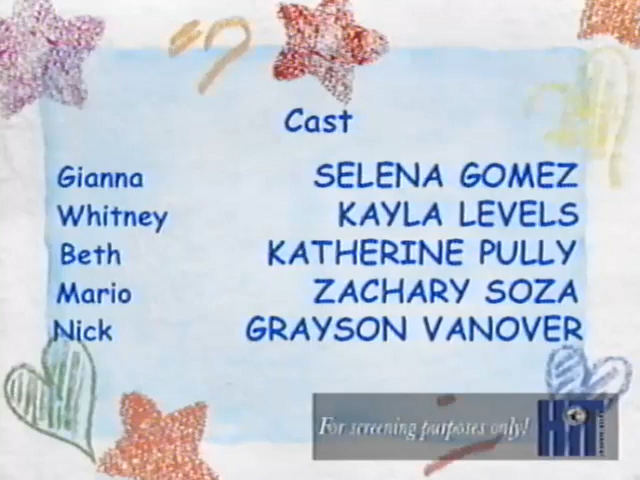 Cast
Gianna SELENA GOMEZ
Whitney KAYLA LEVELS
Beth KATHERINE PULLY
Mario ZACHARY SOZA
Nick GRAYSON VANOVER
For screening purposes only! HiT